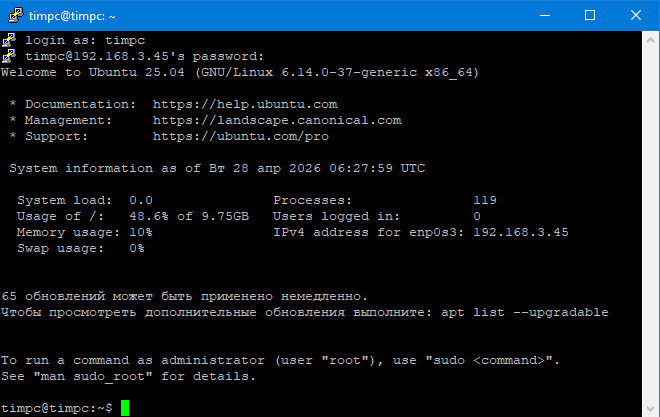 timpc@timpc: ~
login as: timpc
timpc@192.168.3.45's password:
Welcome to Ubuntu 25.04 (GNU/Linux 6.14.0-37-generic x86_64)

 * Documentation:  https://help.ubuntu.com
 * Management:     https://landscape.canonical.com
 * Support:        https://ubuntu.com/pro

 System information as of Вт 28 апр 2026 06:27:59 UTC

  System load:  0.0               Processes:              119
  Usage of /:   48.6% of 9.75GB   Users logged in:        0
  Memory usage: 10%               IPv4 address for enp0s3: 192.168.3.45
  Swap usage:   0%

65 обновлений может быть применено немедленно.
Чтобы просмотреть дополнительные обновления выполните: apt list --upgradable

To run a command as administrator (user "root"), use "sudo <command>".
See "man sudo_root" for details.

timpc@timpc:~$